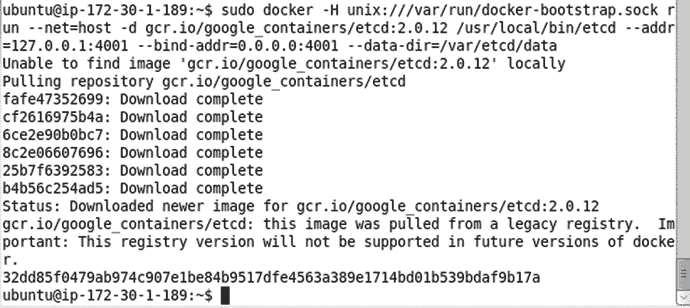 ubuntu@ip-172-30-1-189:~$ sudo docker -H unix:///var/run/docker-bootstrap.sock r
un --net=host -d gcr.io/google_containers/etcd:2.0.12 /usr/local/bin/etcd --addr
=127.0.0.1:4001 --bind-addr=0.0.0.0:4001 --data-dir=/var/etcd/data
Unable to find image 'gcr.io/google_containers/etcd:2.0.12' locally
Pulling repository gcr.io/google_containers/etcd
fafe47352699: Download complete
cf2616975b4a: Download complete
6ce2e90b0bc7: Download complete
8c2e06607696: Download complete
25b7f6392583: Download complete
b4b56c254ad5: Download complete
Status: Downloaded newer image for gcr.io/google_containers/etcd:2.0.12
gcr.io/google_containers/etcd: this image was pulled from a legacy registry.  Im
portant: This registry version will not be supported in future versions of docke
r.
32dd85f0479ab974c907e1be84b9517dfe4563a389e1714bd01b539bdaf9b17a
ubuntu@ip-172-30-1-189:~$